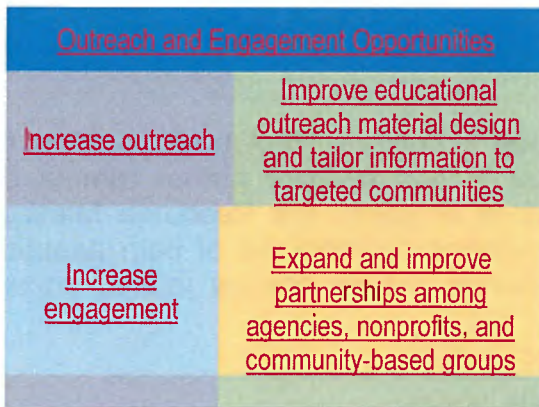 Outreach and Engagement Opportunities
Increase outreach
Improve educational
outreach material design
and tailor information to
targeted communities
Increase
engagement
Expand and improve
partnerships among
agencies, nonprofits, and
community-based groups